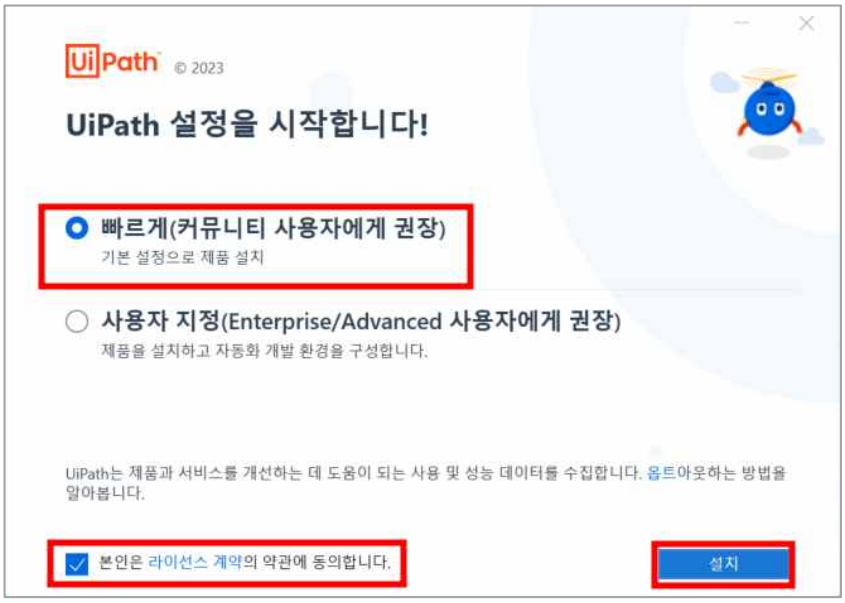 UiPath © 2023
UiPath 설정을 시작합니다!
빠르게(커뮤니티 사용자에게 권장)
기본 설정으로 제품 설치
사용자 지정(Enterprise/Advanced 사용자에게 권장)
제품을 설치하고 자동화 개발 환경을 구성합니다.
UiPath는 제품과 서비스를 개선하는 데 도움이 되는 사용 및 성능 데이터를 수집합니다. 옵트아웃하는 방법을
알아봅니다.
본인은 라이선스 계약의 약관에 동의합니다.
설치